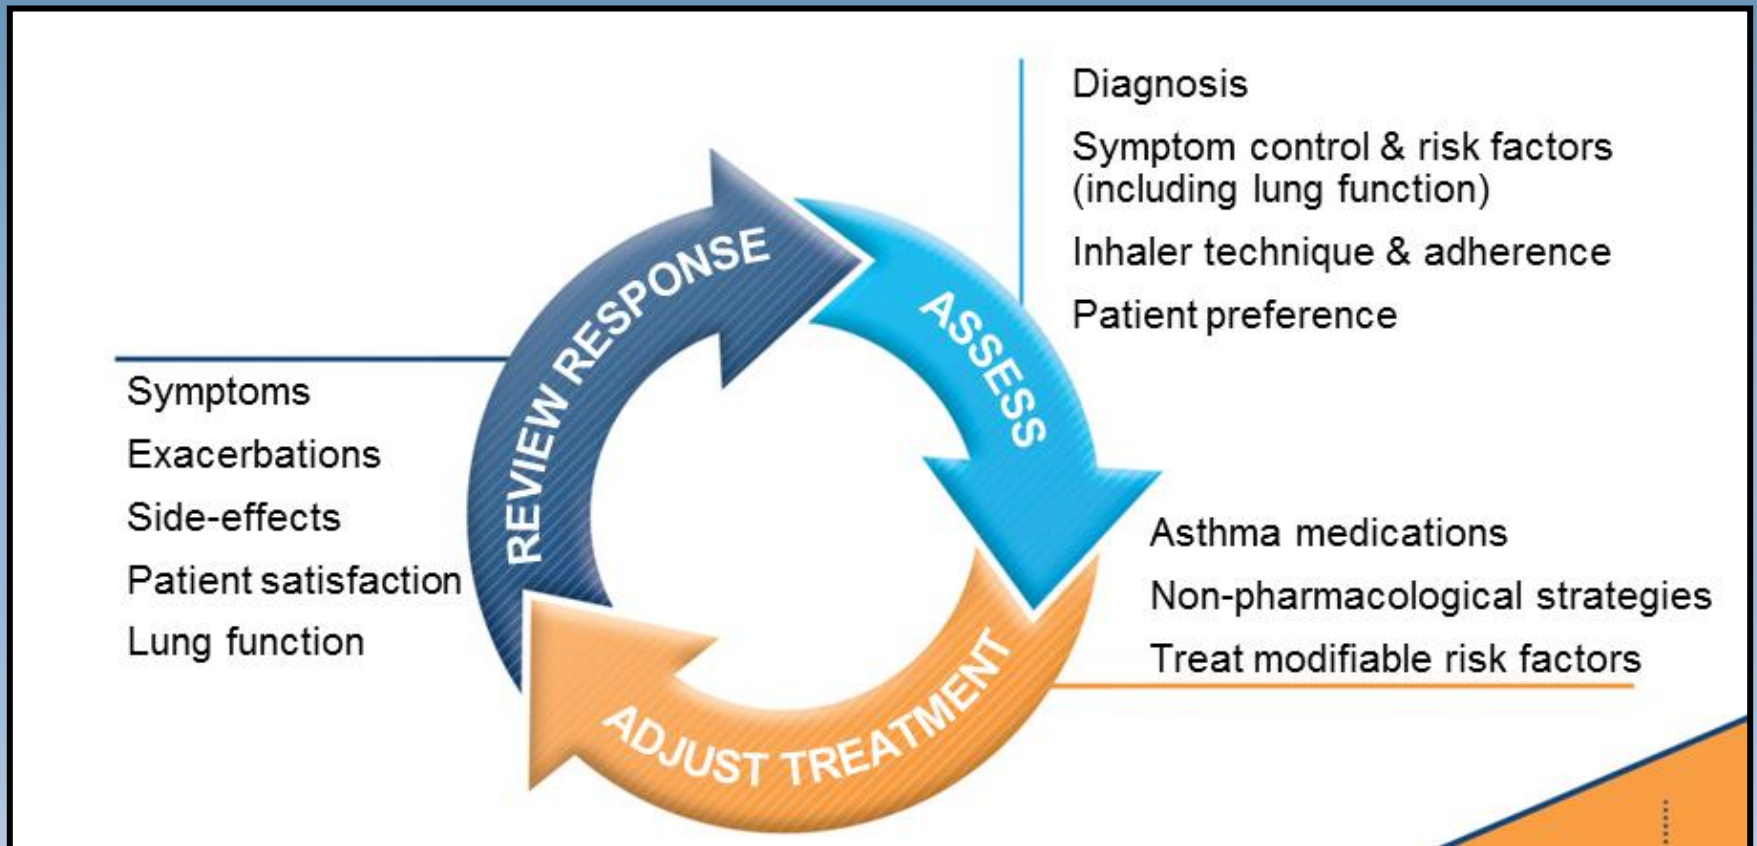 Diagnosis
Symptom control & risk factors
(including lung function)
Inhaler technique & adherence
Patient preference
REVIEW RESPONSE
ASSESS
Symptoms
Exacerbations
Side-effects
Patient satisfaction
Lung function
Asthma medications
Non-pharmacological strategies
Treat modifiable risk factors
ADJUST TREATMENT